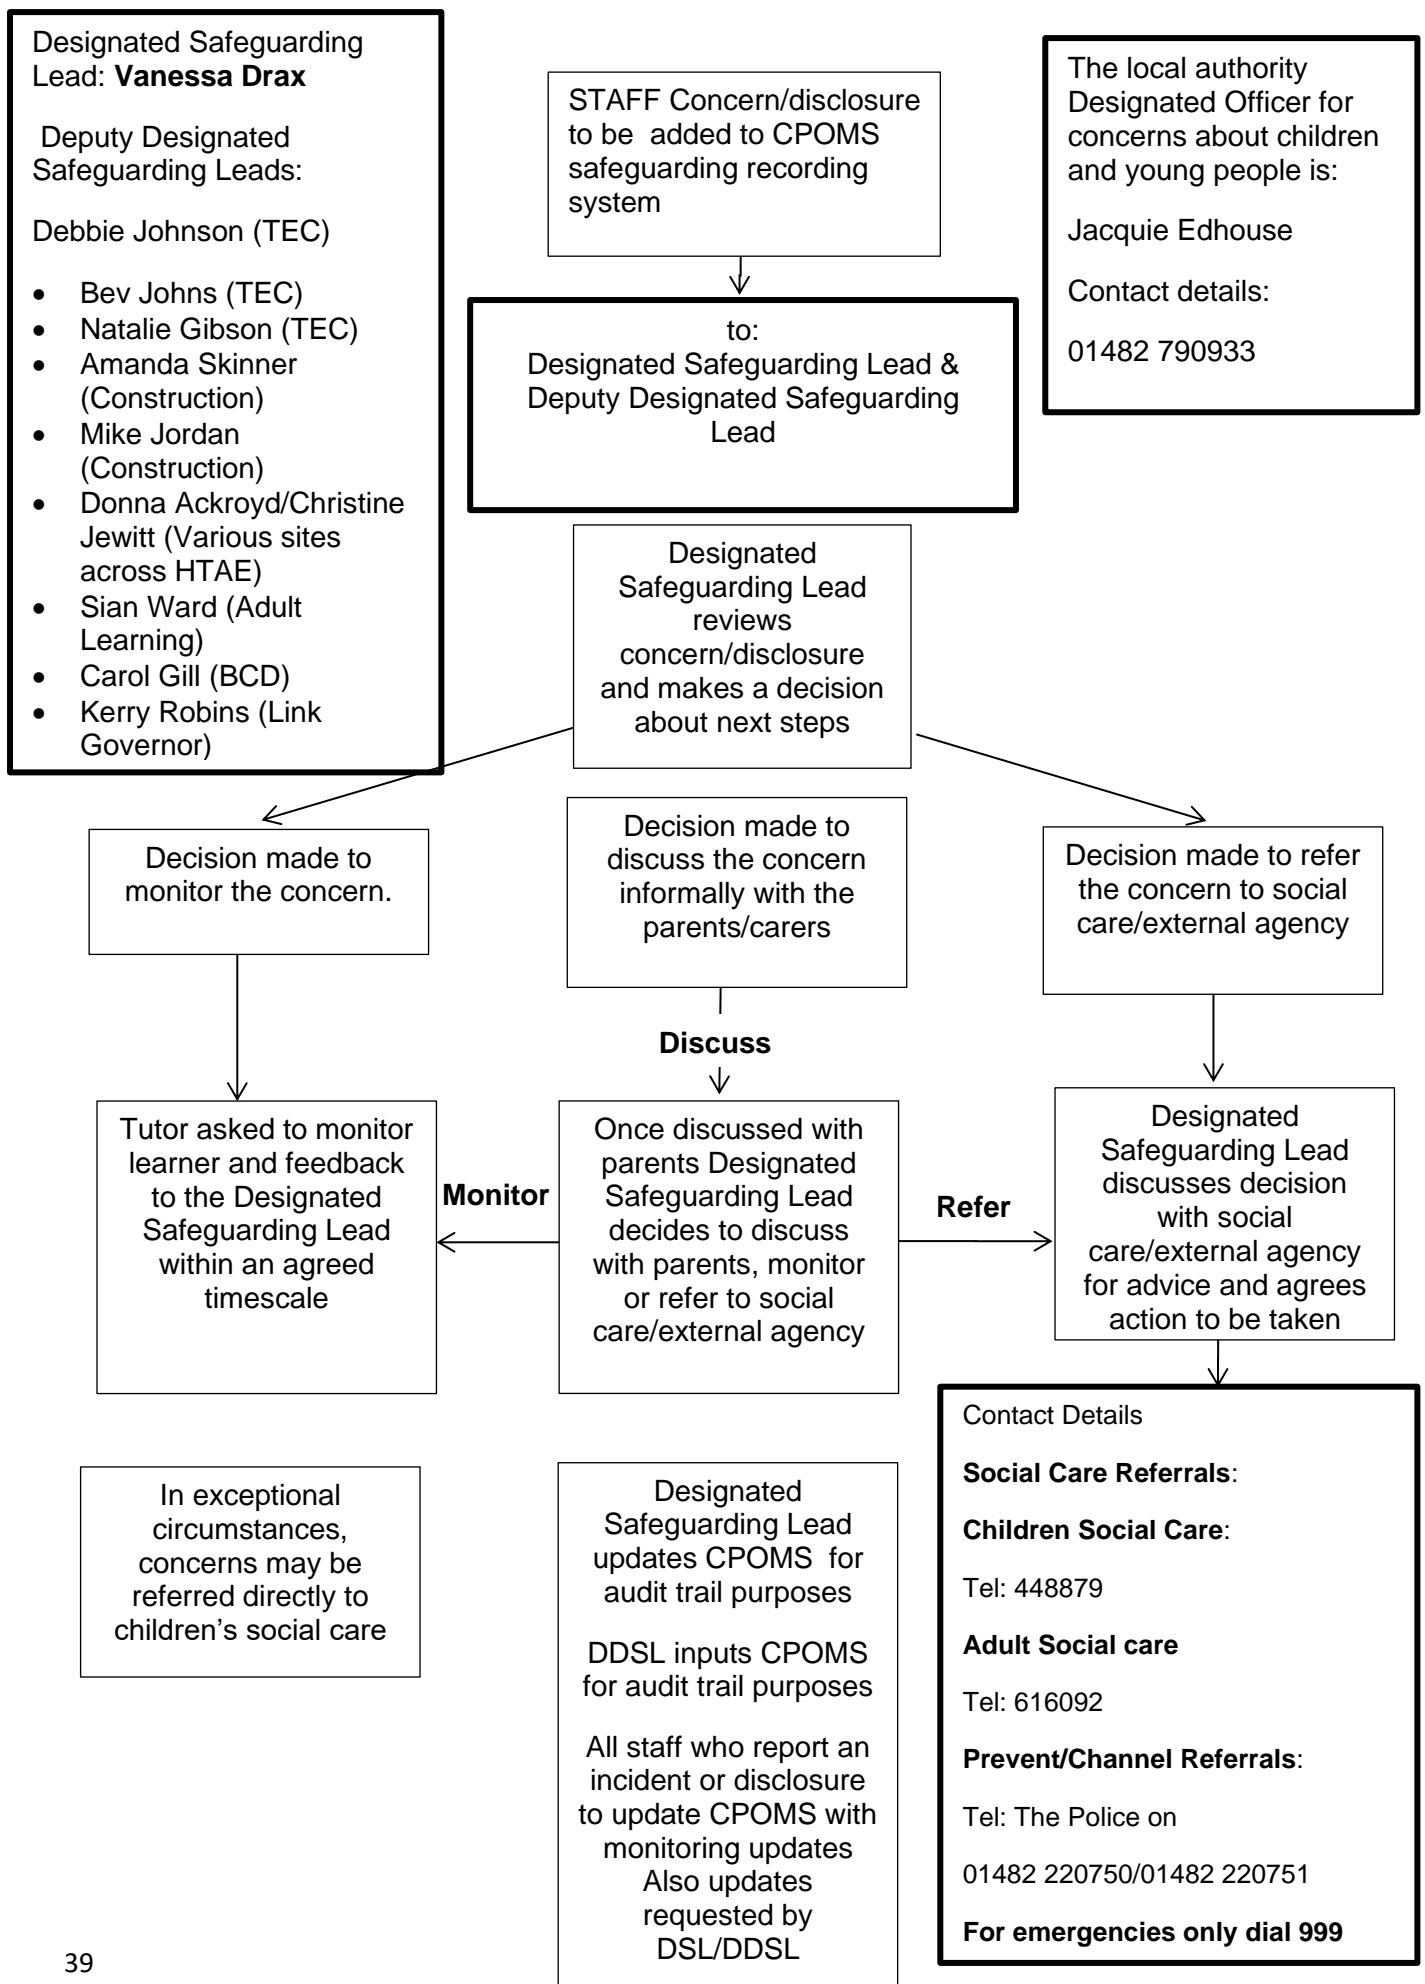 Designated Safeguarding
Lead: Vanessa Drax
Deputy Designated
Safeguarding Leads:
Debbie Johnson (TEC)
• Bev Johns (TEC)
• Natalie Gibson (TEC)
• Amanda Skinner
(Construction)
• Mike Jordan
(Construction)
• Donna Ackroyd/Christine
Jewitt (Various sites
across HTAE)
• Sian Ward (Adult
Learning)
• Carol Gill (BCD)
• Kerry Robins (Link
Governor)
STAFF Concern/disclosure
to be added to CPOMS
safeguarding recording
system
The local authority
Designated Officer for
concerns about children
and young people is:
Jacquie Edhouse
Contact details:
01482 790933
to:
Designated Safeguarding Lead &
Deputy Designated Safeguarding
Lead
Designated
Safeguarding Lead
reviews
concern/disclosure
and makes a decision
about next steps
Decision made to
monitor the concern.
Decision made to
discuss the concern
informally with the
parents/carers
Decision made to refer
the concern to social
care/external agency
Discuss
Tutor asked to monitor
learner and feedback
to the Designated
Safeguarding Lead
within an agreed
timescale
Monitor
Once discussed with
parents Designated
Safeguarding Lead
decides to discuss
with parents, monitor
or refer to social
care/external agency
Refer
Designated
Safeguarding Lead
discusses decision
with social
care/external agency
for advice and agrees
action to be taken
In exceptional
circumstances,
concerns may be
referred directly to
children’s social care
Designated
Safeguarding Lead
updates CPOMS for
audit trail purposes
DDSL inputs CPOMS
for audit trail purposes
All staff who report an
incident or disclosure
to update CPOMS with
monitoring updates
Also updates
requested by
DSL/DDSL
Contact Details
Social Care Referrals:
Children Social Care:
Tel: 448879
Adult Social care
Tel: 616092
Prevent/Channel Referrals:
Tel: The Police on
01482 220750/01482 220751
For emergencies only dial 999
39